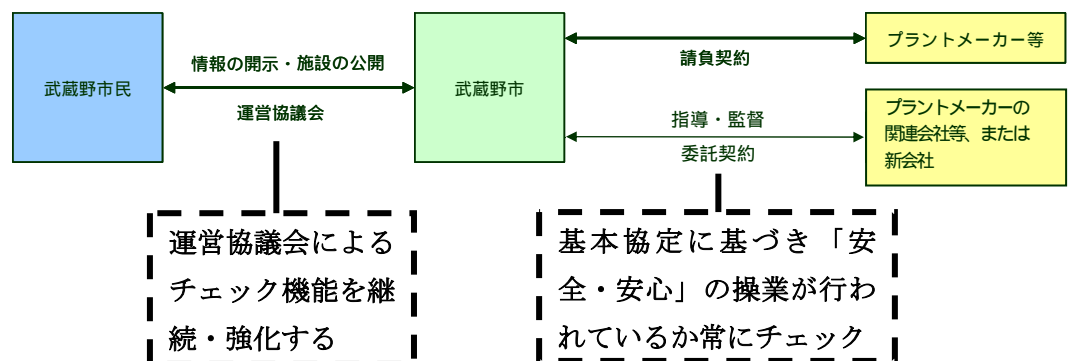 武蔵野市民
情報の開示・施設の公開
運営協議会
武蔵野市
請負契約
プラントメーカー等
指導・監督
委託契約
プラントメーカーの
関連会社等、または
新会社
運営協議会による
チェック機能を継
続・強化する
基本協定に基づき「安
全・安心」の操業が行わ
れているか常にチェック